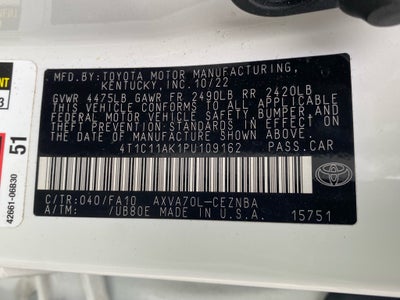 MFD.BY:TOYOTA MOTOR MANUFACTURING,
KENTUCKY,INC.10/22
GVWR 4475LB GAWR FR 2490LB RR 2420LB
THIS VEHICLE CONFORMS TO ALL APPLICABLE
FEDERAL MOTOR VEHICLE SAFETY,BUMPER,AND
THEFT PREVENTION STANDARDS IN EFFECT ON
THE DATE OF MANUFACTURE SHOWN ABOVE.
4T1C11AK1PU109162 PASS.CAR
C/TR:040/FA10 AXVA70L-CEZNBA
A/TM: /UB80E MADE IN U.S.A. 15751
TOYOTA
51
42661-06B30